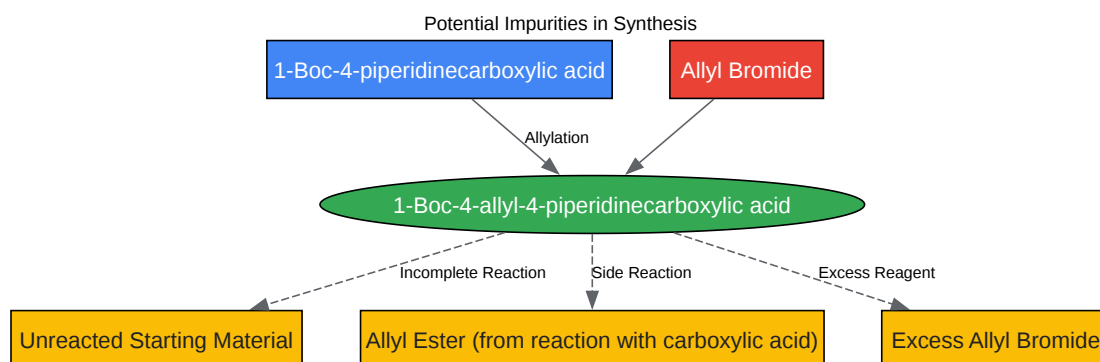 Potential Impurities in Synthesis
1-Boc-4-piperidinecarboxylic acid
Allyl Bromide
Allylation
1-Boc-4-allyl-4-piperidinecarboxylic acid
Incomplete Reaction
Side Reaction
Excess Reagent
Unreacted Starting Material
Allyl Ester (from reaction with carboxylic acid)
Excess Allyl Bromide